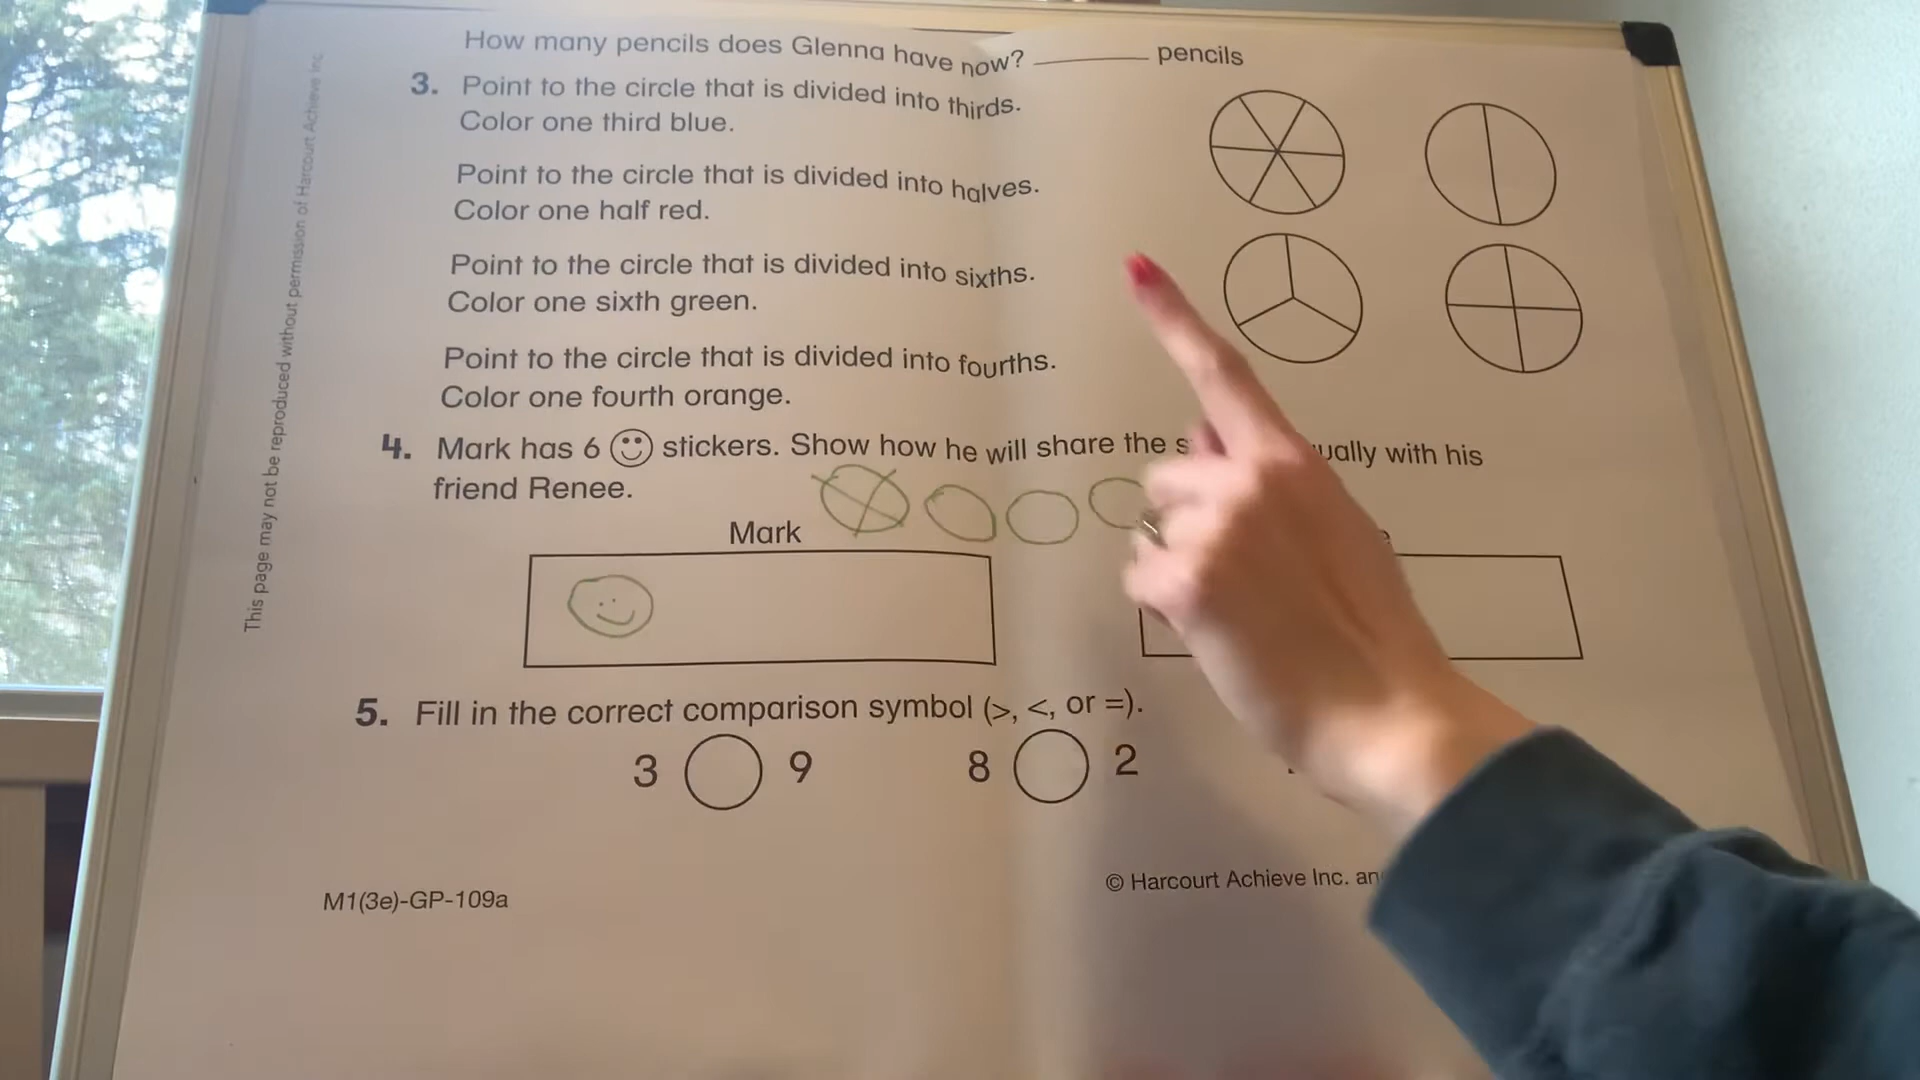 How many pencils does Glenna have now? ______ pencils
3. Point to the circle that is divided into thirds.
Color one third blue.
Point to the circle that is divided into halves.
Color one half red.
Point to the circle that is divided into sixths.
Color one sixth green.
Point to the circle that is divided into fourths.
Color one fourth orange.
4. Mark has 6 stickers. Show how he will share the with his
friend Renee.
Mark
5. Fill in the correct comparison symbol (>, <, or =).
3 9 8 2
M1(3e)-GP-109a
© Harcourt Achieve Inc.
This page may not be reproduced without permission of Harcourt Achieve Inc